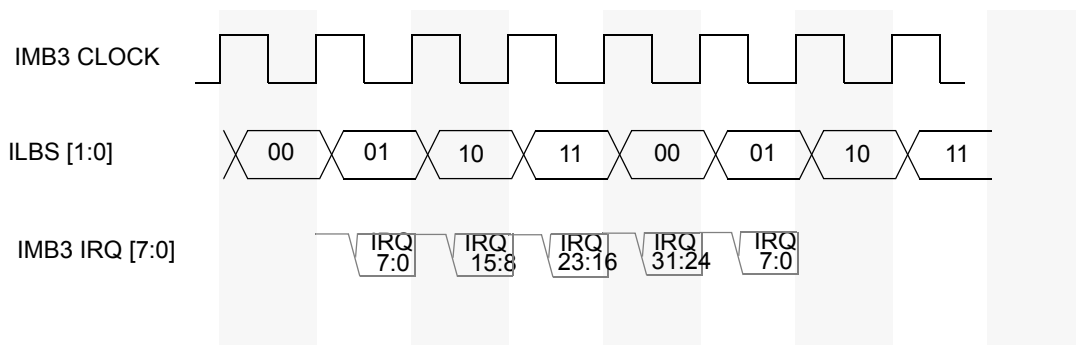 IMB3 CLOCK
ILBS [1:0]
00 01 10 11 00 01 10 11
IMB3 IRQ [7:0]
IRQ IRQ IRQ IRQ IRQ
7:0 15:8 23:16 31:24 7:0